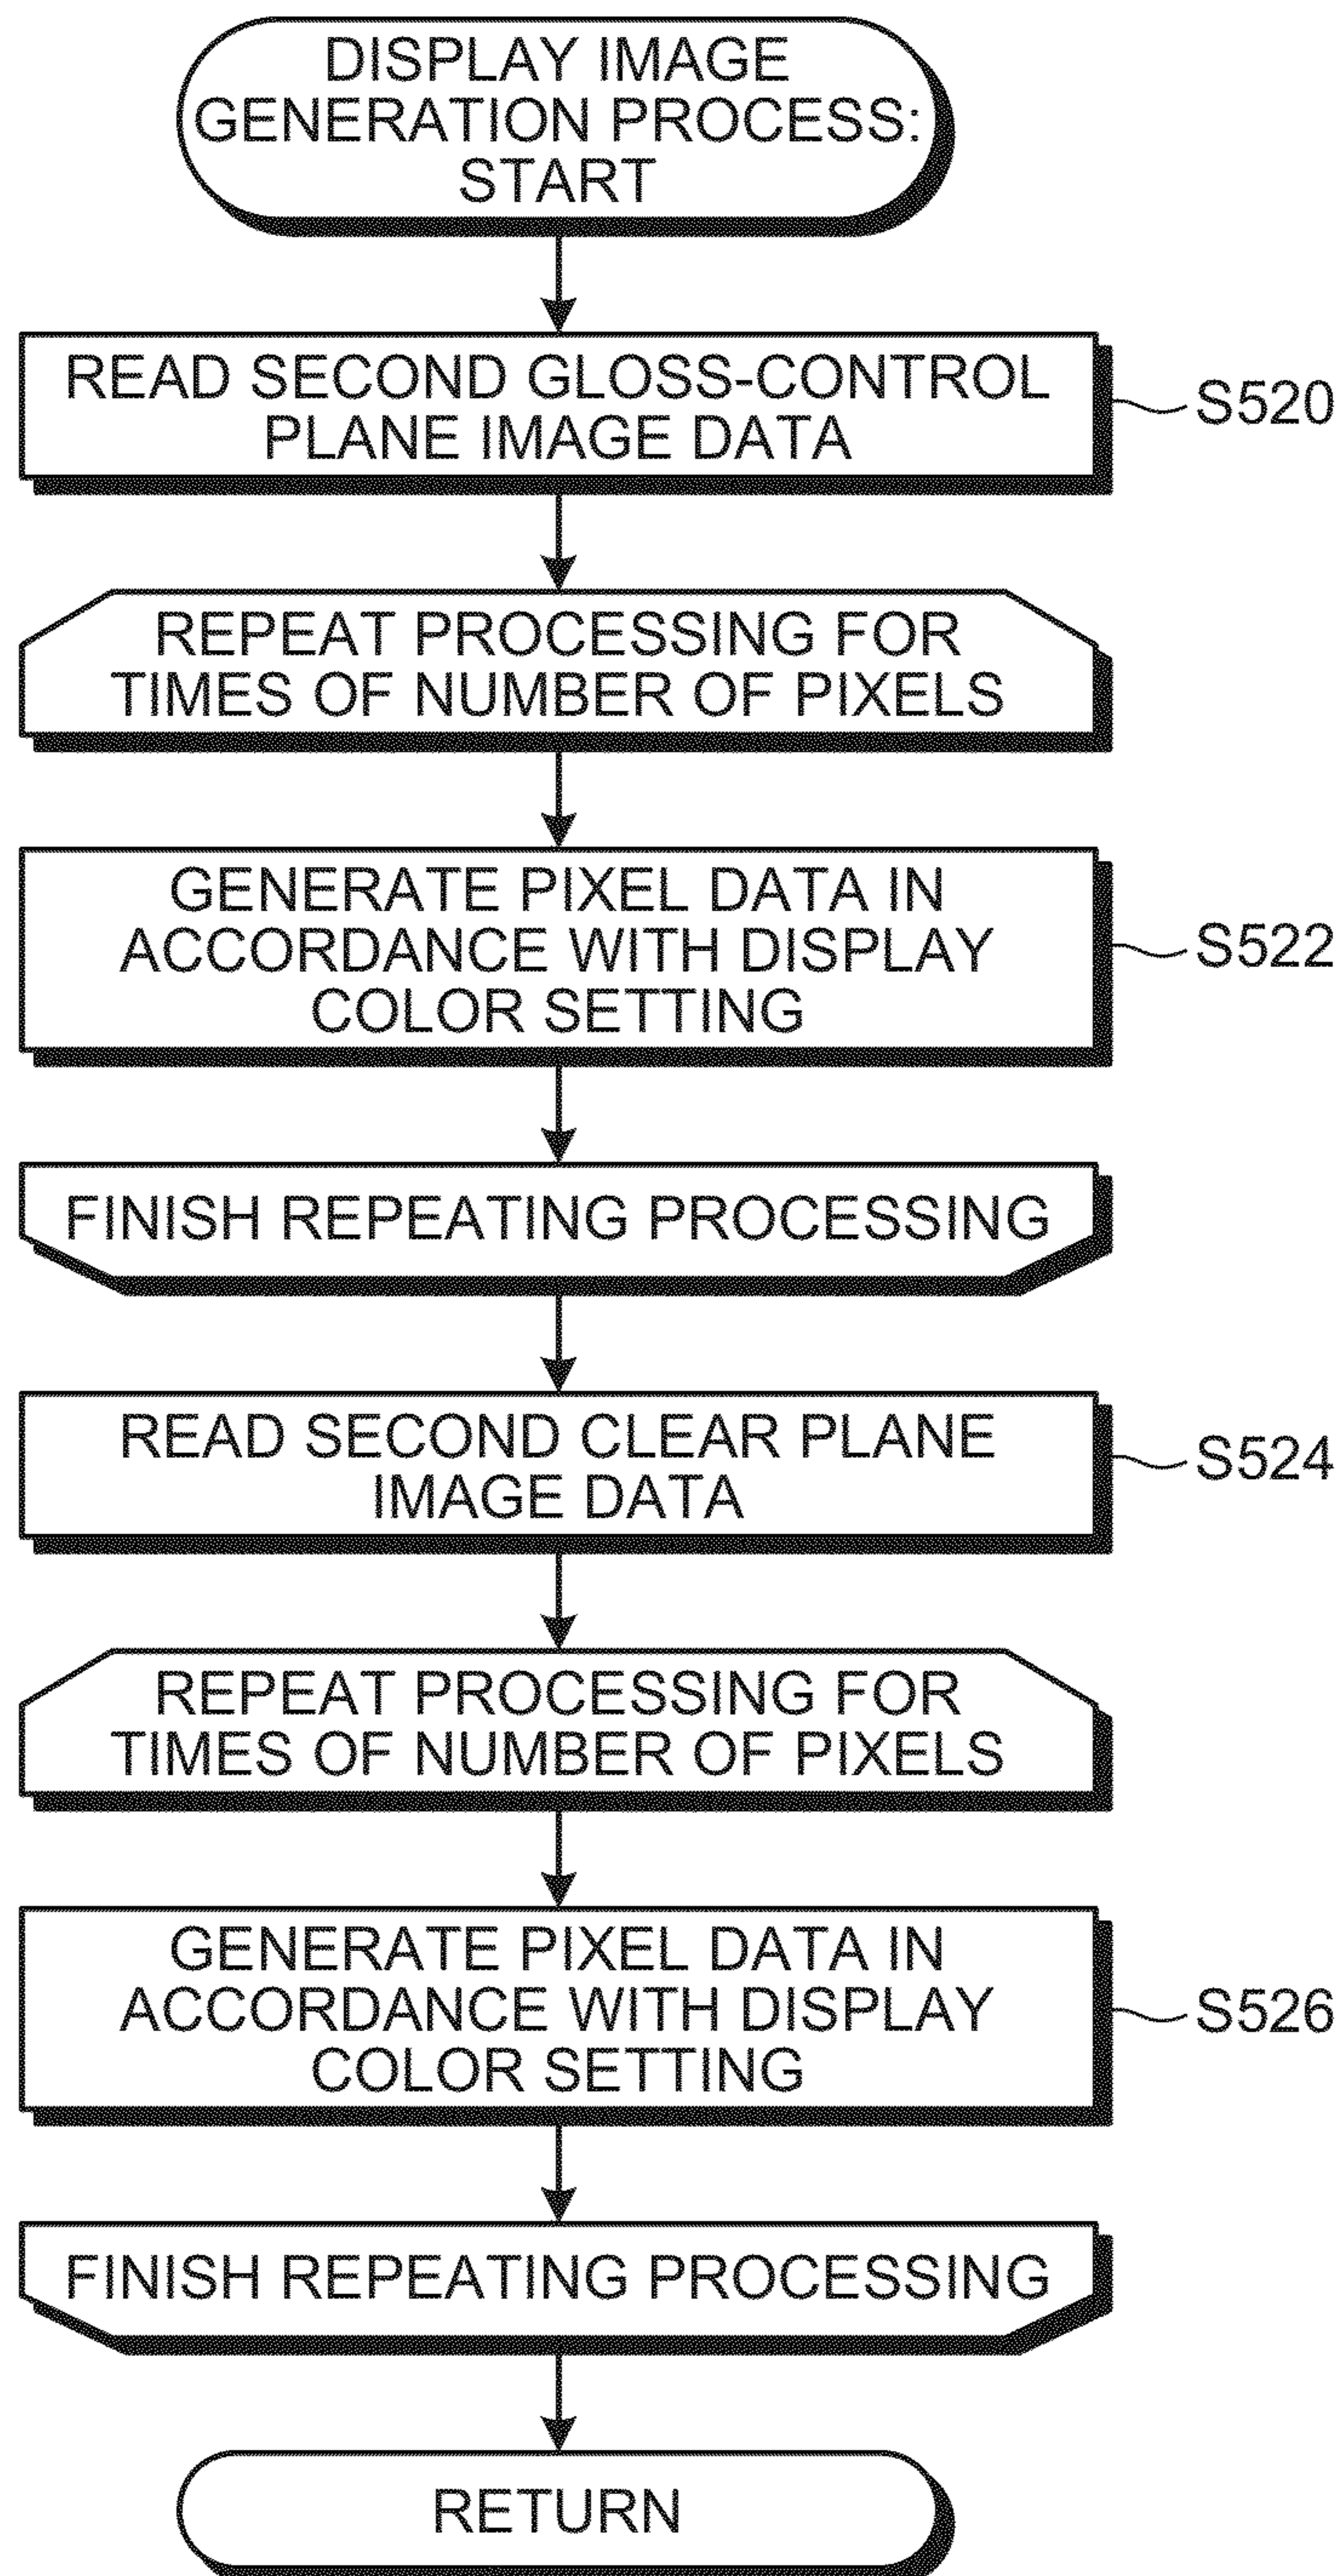 DISPLAY IMAGE
GENERATION PROCESS:
START
READ SECOND GLOSS-CONTROL
PLANE IMAGE DATA
S520
REPEAT PROCESSING FOR
TIMES OF NUMBER OF PIXELS
GENERATE PIXEL DATA IN
ACCORDANCE WITH DISPLAY
COLOR SETTING
S522
FINISH REPEATING PROCESSING
READ SECOND CLEAR PLANE
IMAGE DATA
S524
REPEAT PROCESSING FOR
TIMES OF NUMBER OF PIXELS
GENERATE PIXEL DATA IN
ACCORDANCE WITH DISPLAY
COLOR SETTING
S526
FINISH REPEATING PROCESSING
RETURN